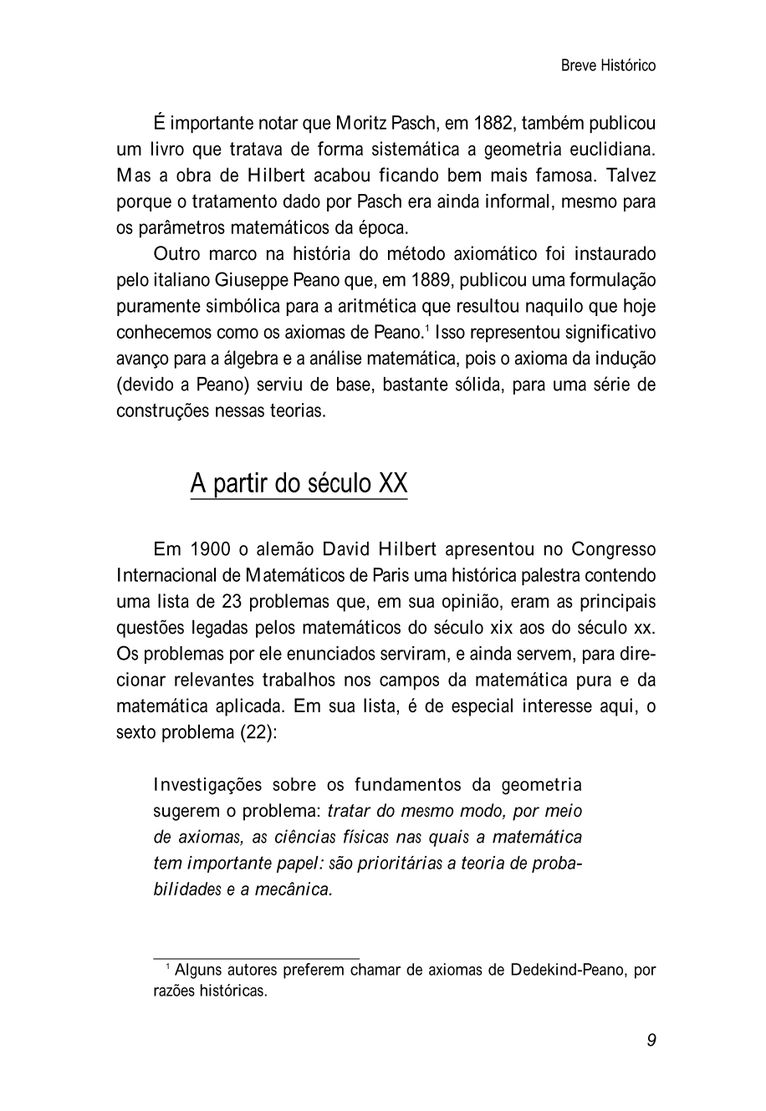 Breve Histórico
É importante notar que Moritz Pasch, em 1882, também publicou
um livro que tratava de forma sistemática a geometria euclidiana.
Mas a obra de Hilbert acabou ficando bem mais famosa. Talvez
porque o tratamento dado por Pasch era ainda informal, mesmo para
os parâmetros matemáticos da época.
Outro marco na história do método axiomático foi instaurado
pelo italiano Giuseppe Peano que, em 1889, publicou uma formulação
puramente simbólica para a aritmética que resultou naquilo que hoje
conhecemos como os axiomas de Peano.¹ Isso representou significativo
avanço para a álgebra e a análise matemática, pois o axioma da indução
(devido a Peano) serviu de base, bastante sólida, para uma série de
construções nessas teorias.
A partir do século XX
Em 1900 o alemão David Hilbert apresentou no Congresso
Internacional de Matemáticos de Paris uma histórica palestra contendo
uma lista de 23 problemas que, em sua opinião, eram as principais
questões legadas pelos matemáticos do século xix aos do século xx.
Os problemas por ele enunciados serviram, e ainda servem, para dire-
cionar relevantes trabalhos nos campos da matemática pura e da
matemática aplicada. Em sua lista, é de especial interesse aqui, o
sexto problema (22):
Investigações sobre os fundamentos da geometria
sugerem o problema: tratar do mesmo modo, por meio
de axiomas, as ciências físicas nas quais a matemática
tem importante papel: são prioritárias a teoria de proba-
bilidades e a mecânica.
¹ Alguns autores preferem chamar de axiomas de Dedekind-Peano, por
razões históricas.
9